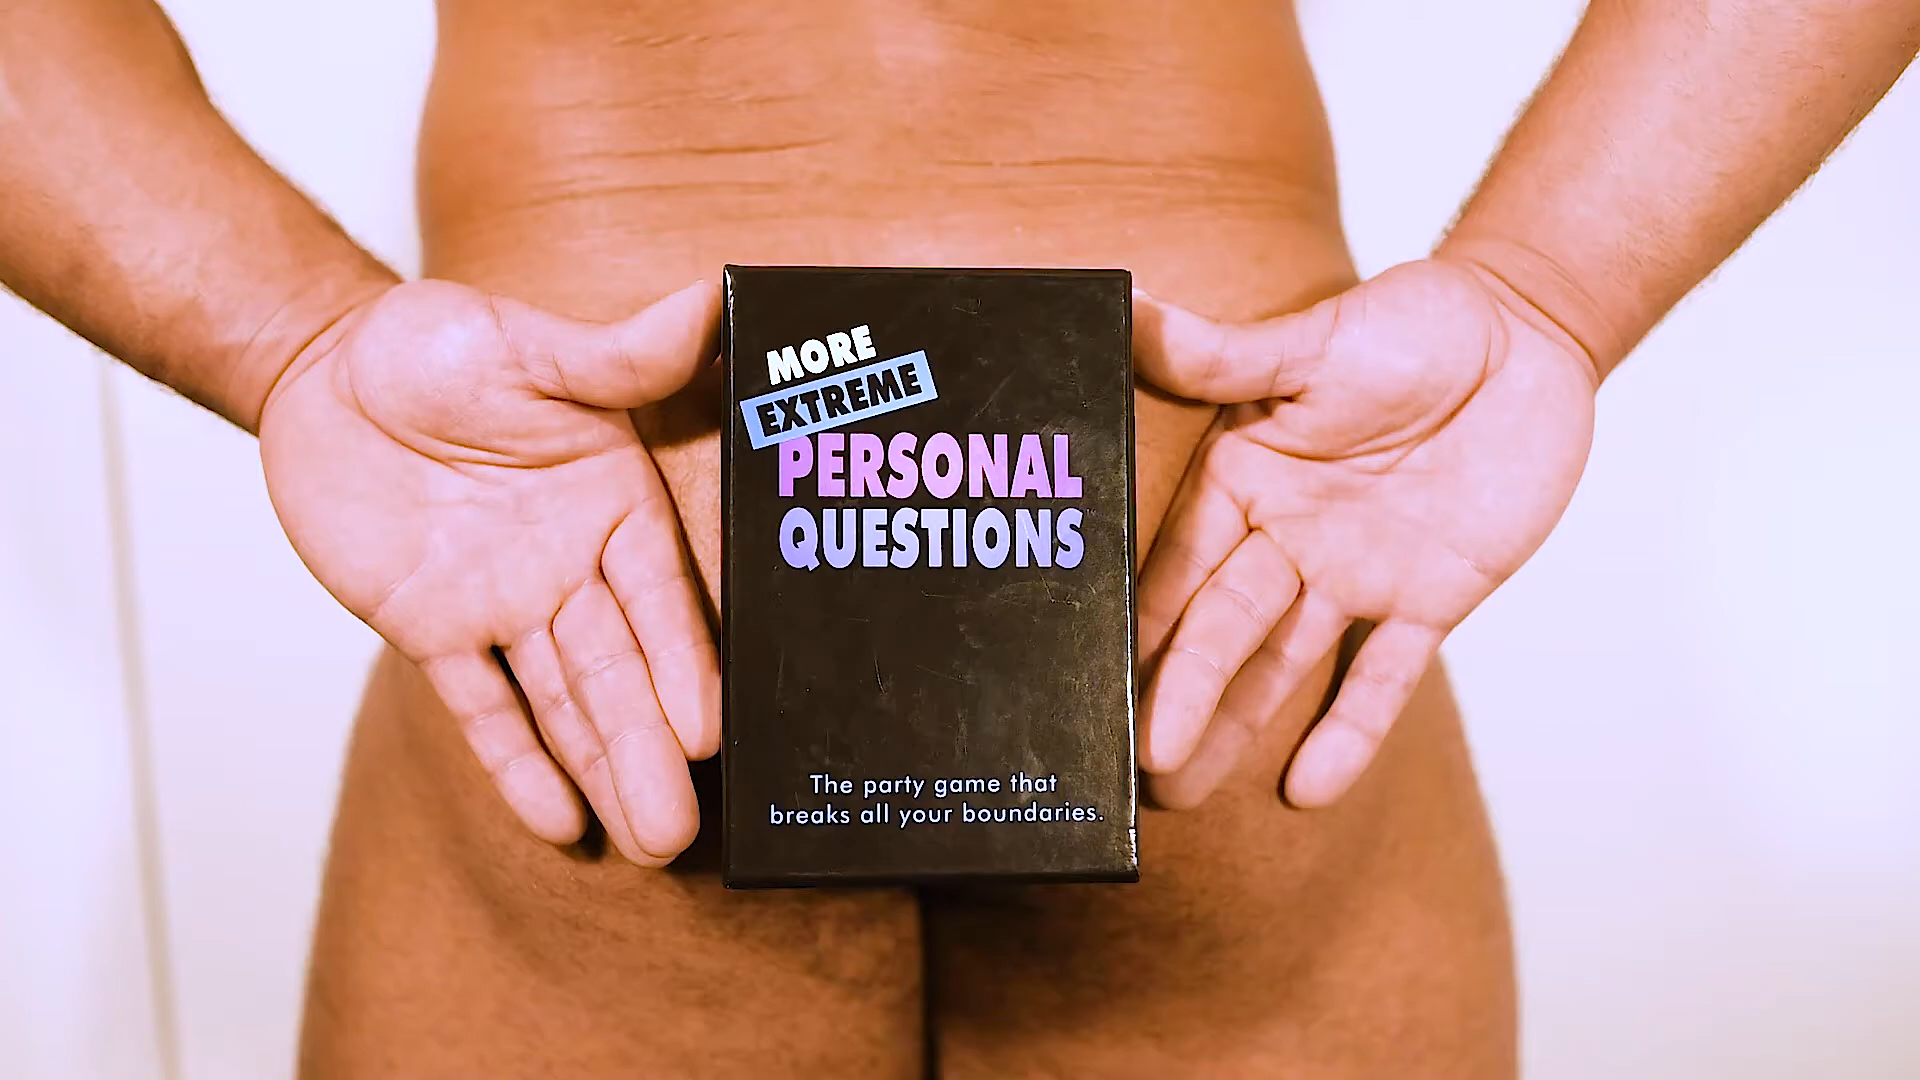 MORE
EXTREME
PERSONAL
QUESTIONS
The party game that
breaks all your boundaries.